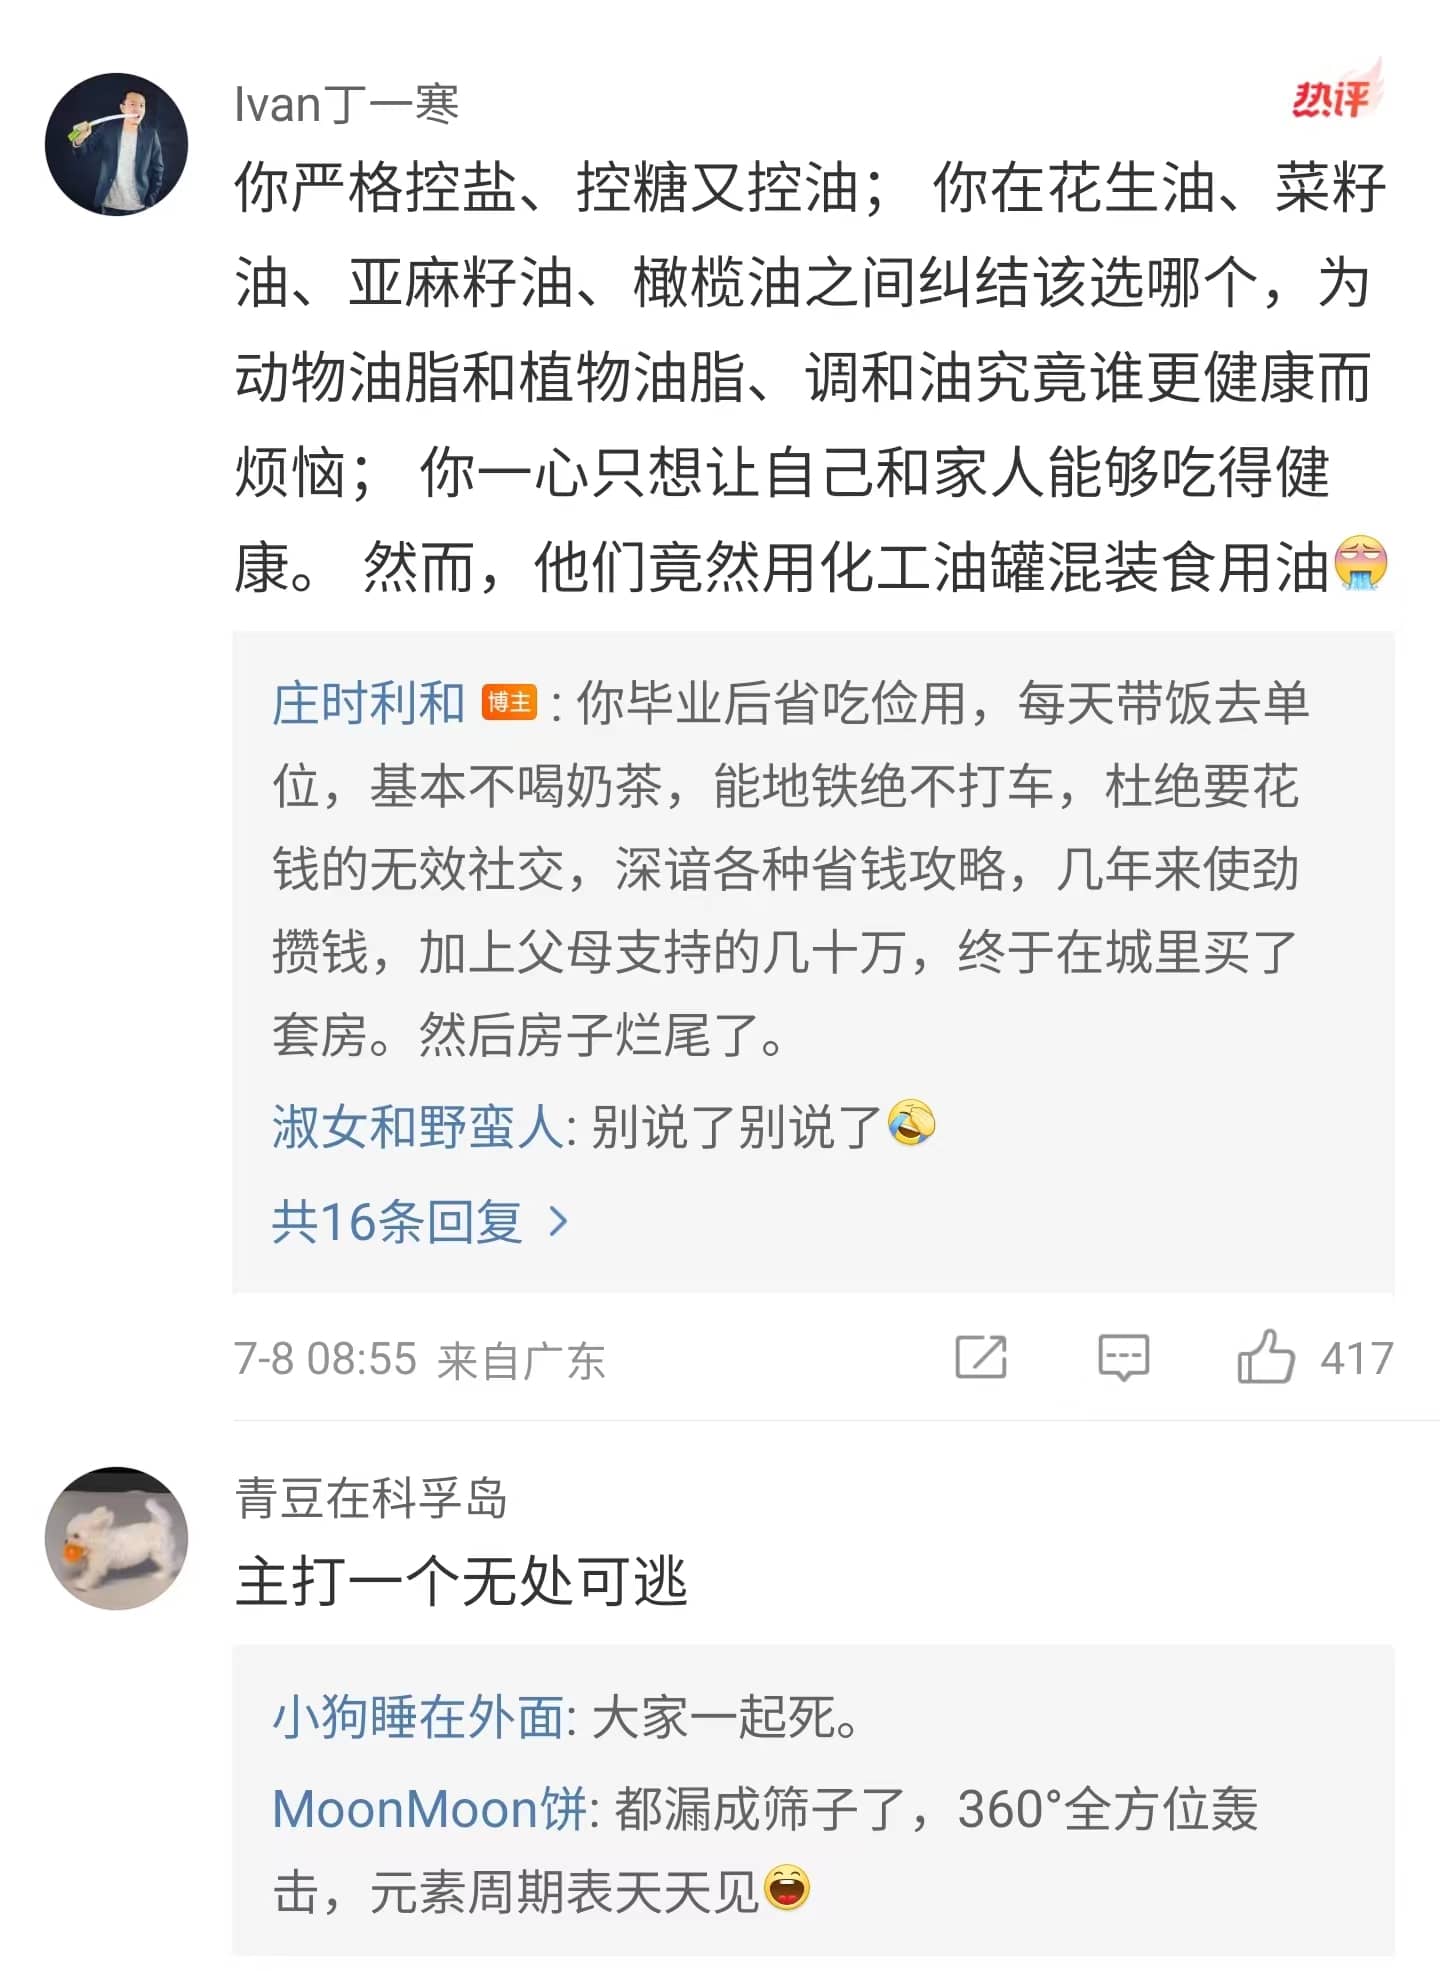 Ivan丁一寒
热评
你严格控盐、控糖又控油； 你在花生油、菜籽
油、亚麻籽油、橄榄油之间纠结该选哪个，为
动物油脂和植物油脂、调和油究竟谁更健康而
烦恼； 你一心只想让自己和家人能够吃得健
康。 然而，他们竟然用化工油罐混装食用油
庄时利和 博主 : 你毕业后省吃俭用，每天带饭去单
位，基本不喝奶茶，能地铁绝不打车，杜绝要花
钱的无效社交，深谙各种省钱攻略，几年来使劲
攒钱，加上父母支持的几十万，终于在城里买了
套房。然后房子烂尾了。
淑女和野蛮人: 别说了别说了
共16条回复 >
7-8 08:55 来自广东
417
青豆在科孚岛
主打一个无处可逃
小狗睡在外面: 大家一起死。
MoonMoon饼: 都漏成筛子了，360°全方位轰
击，元素周期表天天见